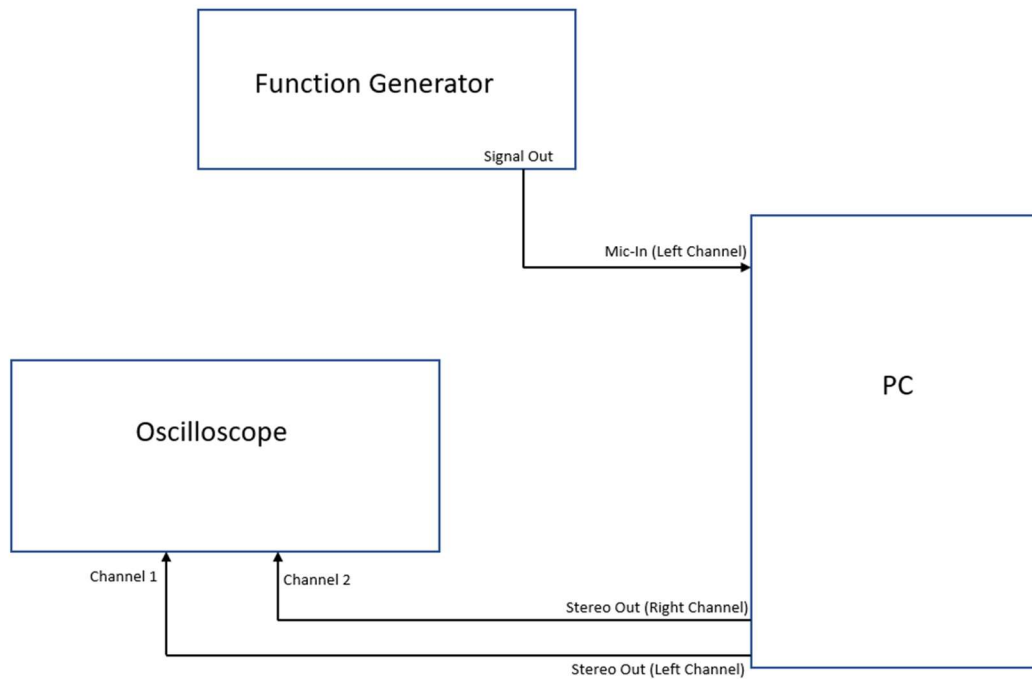 Function Generator
Signal Out
Mic-In (Left Channel)
PC
Oscilloscope
Channel 1
Channel 2
Stereo Out (Right Channel)
Stereo Out (Left Channel)